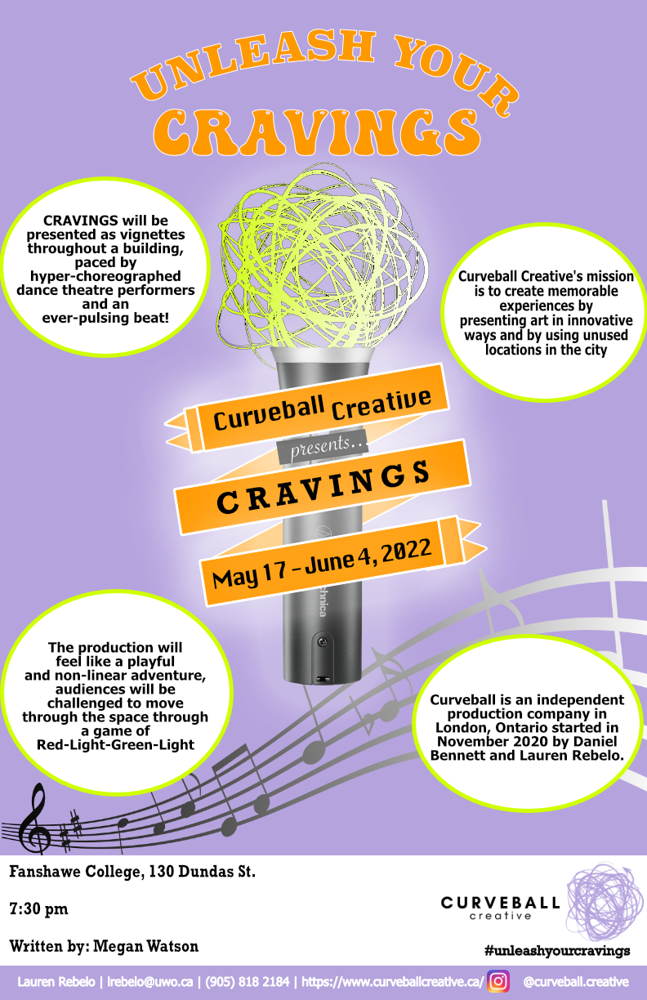 UNLEASH YOUR
CRAVINGS
CRAVINGS will be
presented as vignettes
throughout a building,
paced by
hyper-choreographed
dance theatre performers
and an
ever-pulsing beat!
Curveball Creative's mission
is to create memorable
experiences by
presenting art in innovative
ways and by using unused
locations in the city
Curveball Creative
presents...
CRAVINGS
May 17 - June 4, 2022
chnica
The production will
feel like a playful
and non-linear adventure,
audiences will be
challenged to move
through the space through
a game of
Red-Light-Green-Light
Curveball is an independent
production company in
London, Ontario started in
November 2020 by Daniel
Bennett and Lauren Rebelo.
Fanshawe College, 130 Dundas St.
7:30 pm
Written by: Megan Watson
CURVEBALL
creative
#unleashyourcravings
Lauren Rebelo | lrebelo@uwo.ca | (905) 818 2184 | https://www.curveballcreative.ca/ @curveball.creative